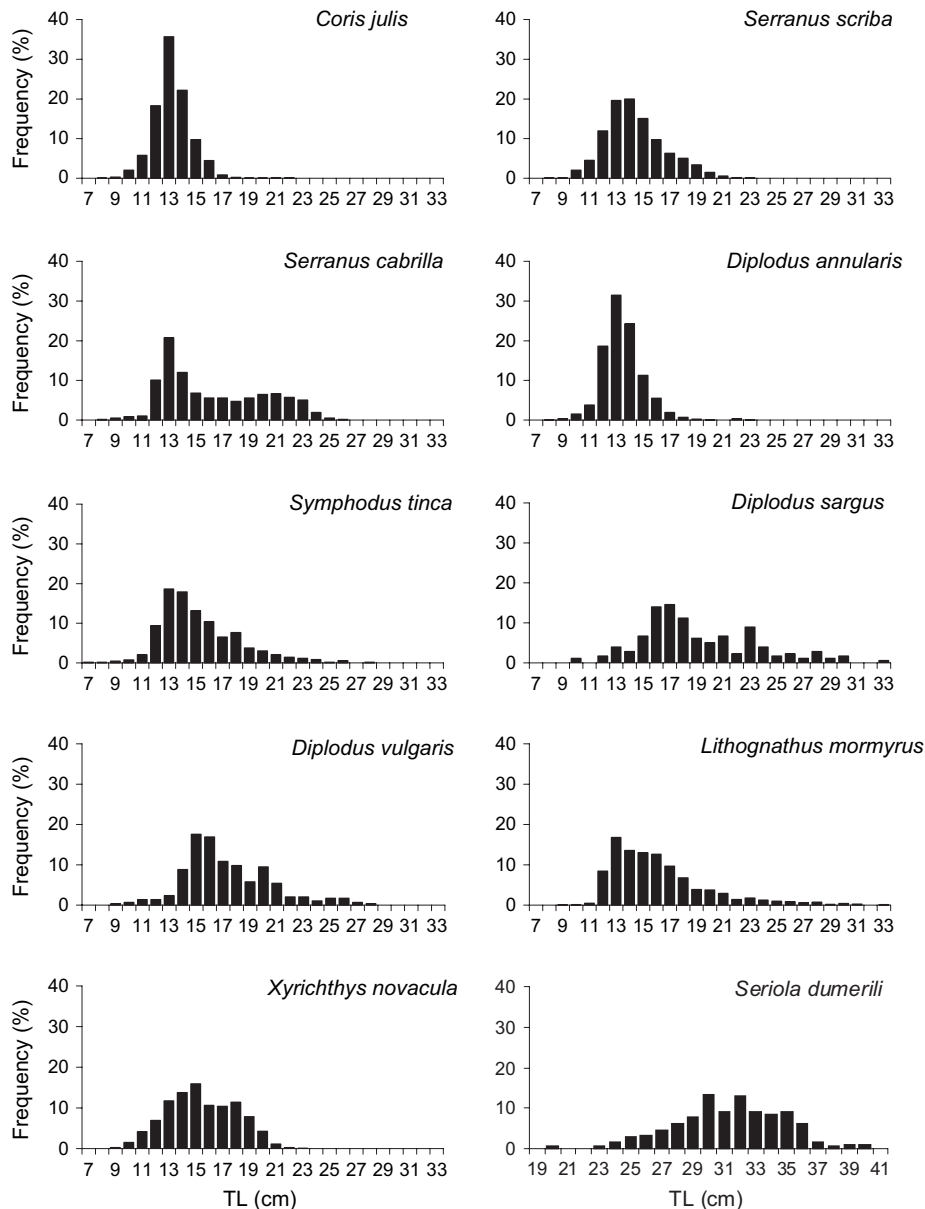 Coris julis
Frequency (%)
40
30
20
10
0
7 9 11 13 15 17 19 21 23 25 27 29 31 33
Serranus scriba
40
30
20
10
0
7 9 11 13 15 17 19 21 23 25 27 29 31 33
Serranus cabrilla
Frequency (%)
40
30
20
10
0
7 9 11 13 15 17 19 21 23 25 27 29 31 33
Diplodus annularis
40
30
20
10
0
7 9 11 13 15 17 19 21 23 25 27 29 31 33
Symphodus tinca
Frequency (%)
40
30
20
10
0
7 9 11 13 15 17 19 21 23 25 27 29 31 33
Diplodus sargus
40
30
20
10
0
7 9 11 13 15 17 19 21 23 25 27 29 31 33
Diplodus vulgaris
Frequency (%)
40
30
20
10
0
7 9 11 13 15 17 19 21 23 25 27 29 31 33
Lithognathus mormyrus
40
30
20
10
0
7 9 11 13 15 17 19 21 23 25 27 29 31 33
Xyrichthys novacula
Frequency (%)
40
30
20
10
0
7 9 11 13 15 17 19 21 23 25 27 29 31 33
TL (cm)
Seriola dumerili
40
30
20
10
0
19 21 23 25 27 29 31 33 35 37 39 41
TL (cm)